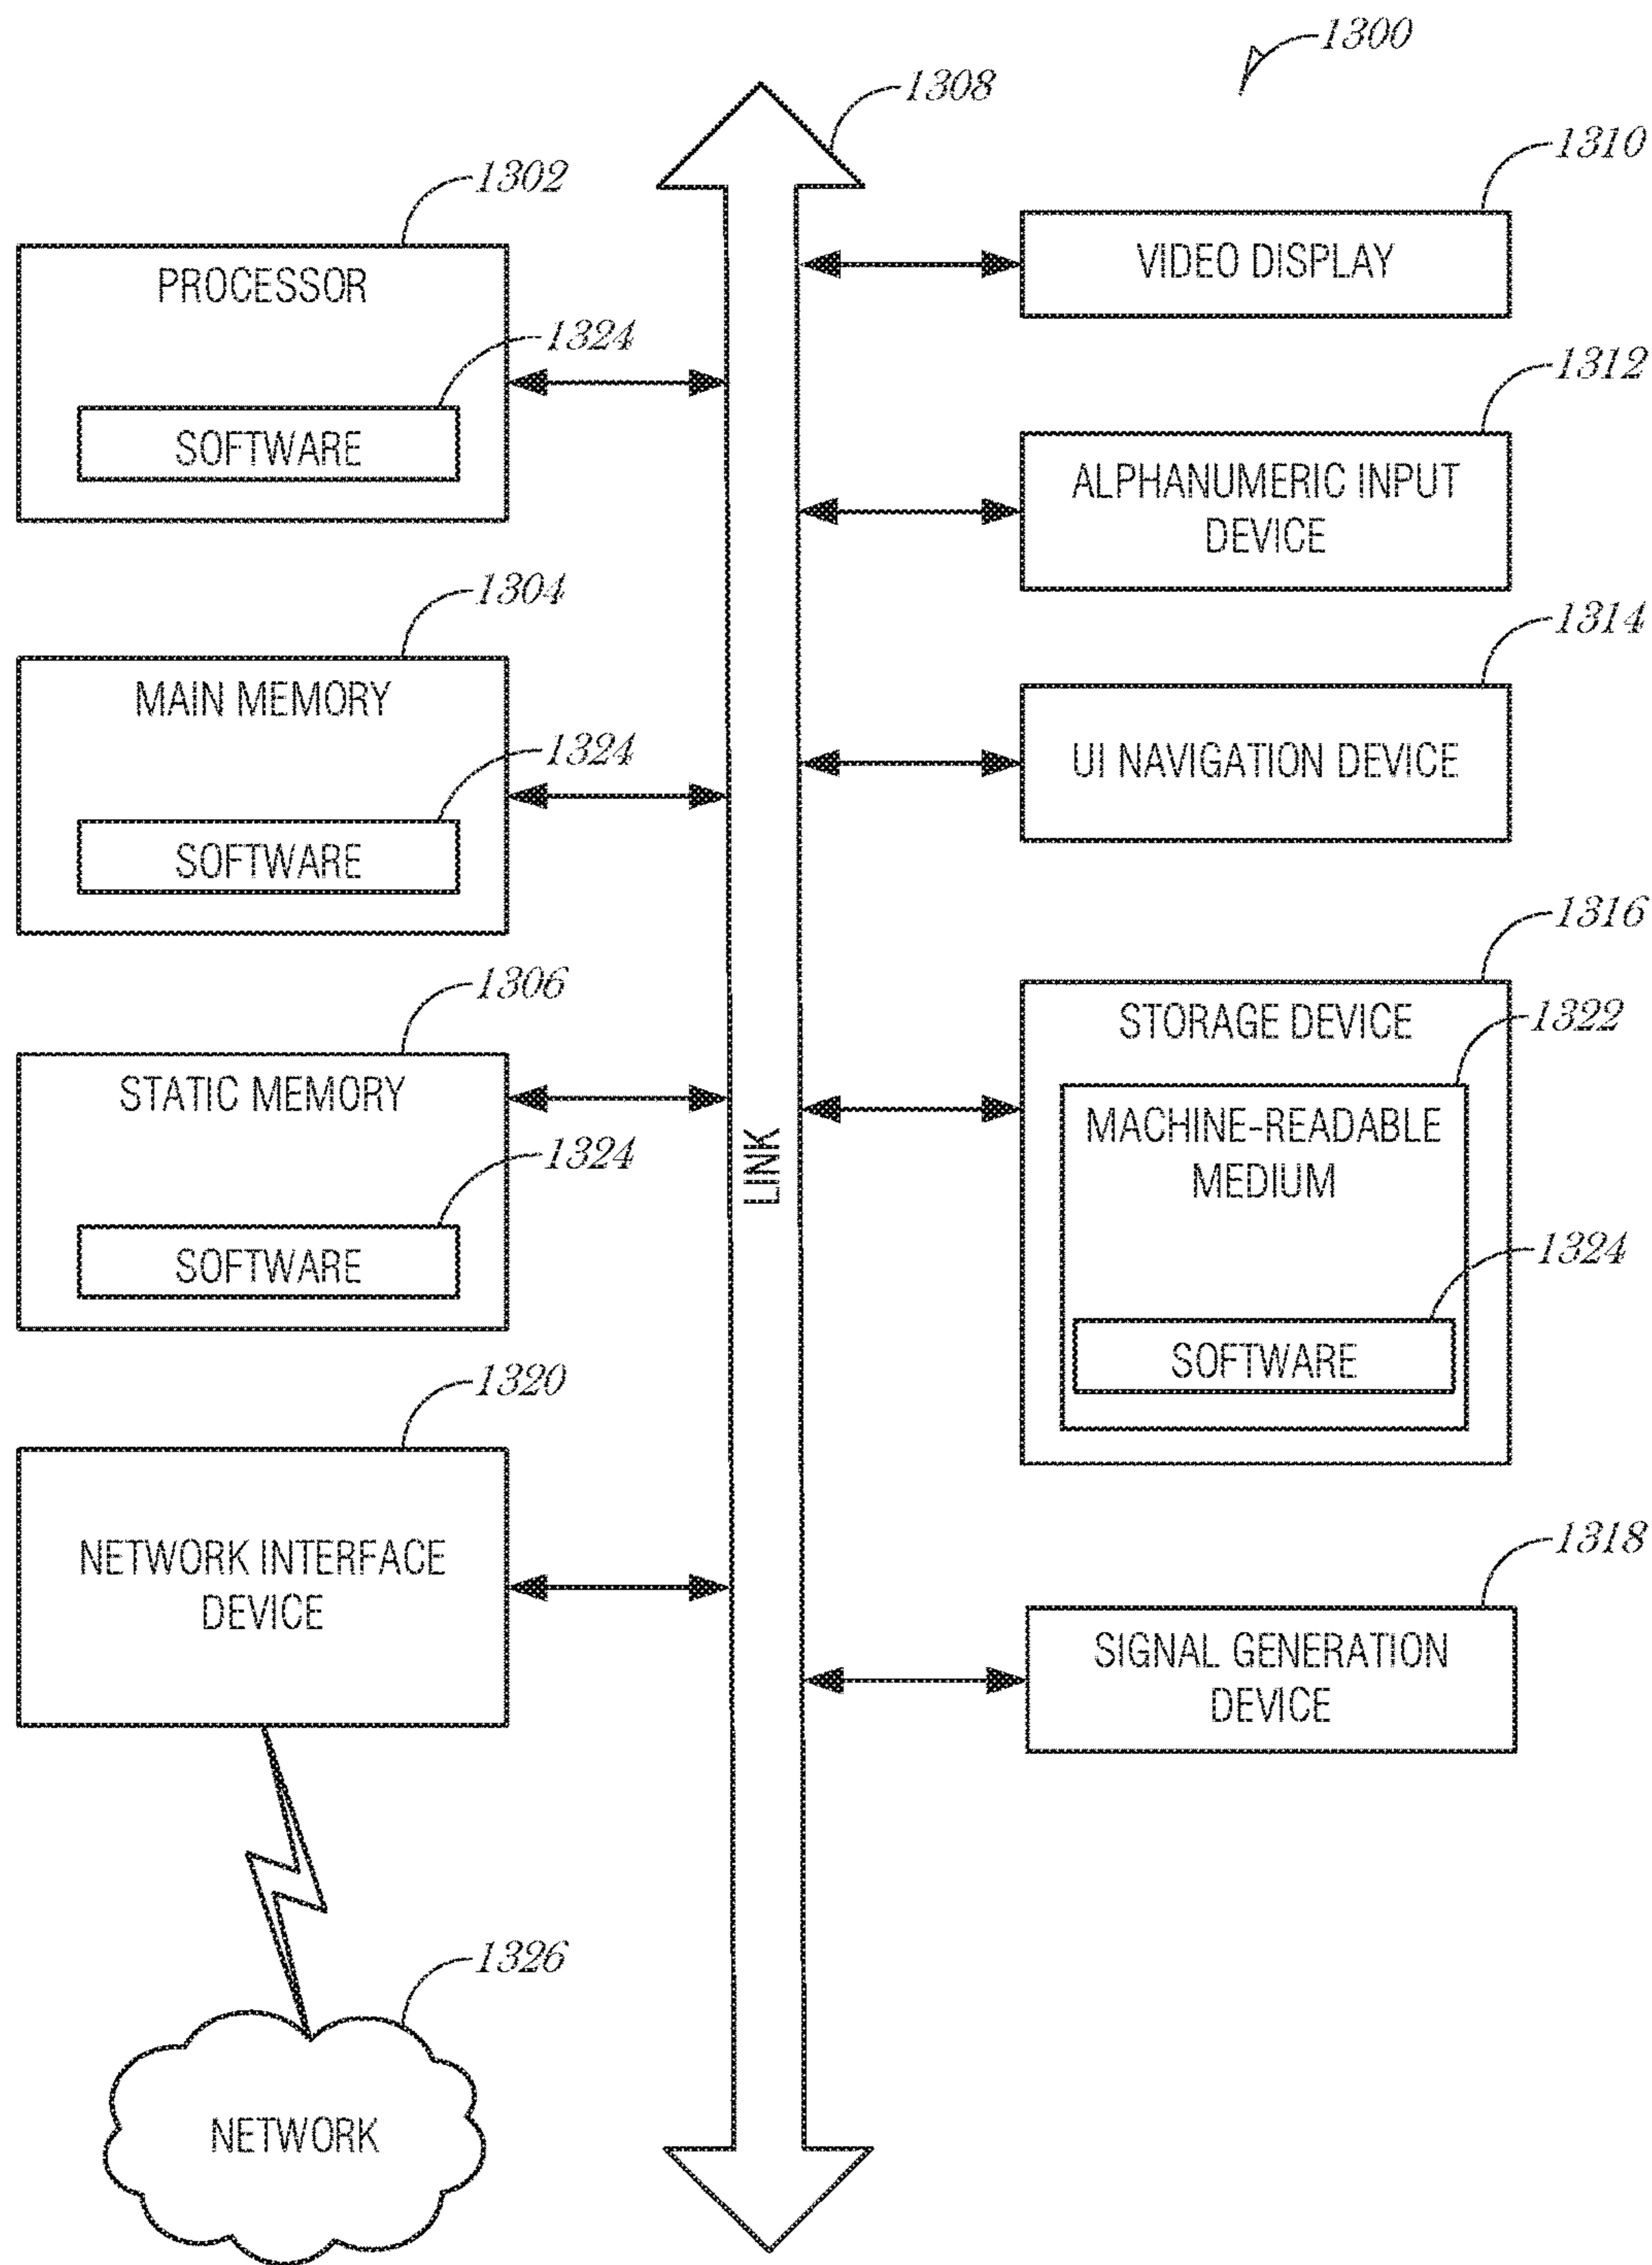 1300
1308
1302
PROCESSOR
1324
SOFTWARE
1304
MAIN MEMORY
1324
SOFTWARE
1306
STATIC MEMORY
1324
SOFTWARE
1320
NETWORK INTERFACE
DEVICE
1326
NETWORK
LINK
1310
VIDEO DISPLAY
1312
ALPHANUMERIC INPUT
DEVICE
1314
UI NAVIGATION DEVICE
1316
STORAGE DEVICE
1322
MACHINE-READABLE
MEDIUM
1324
SOFTWARE
1318
SIGNAL GENERATION
DEVICE